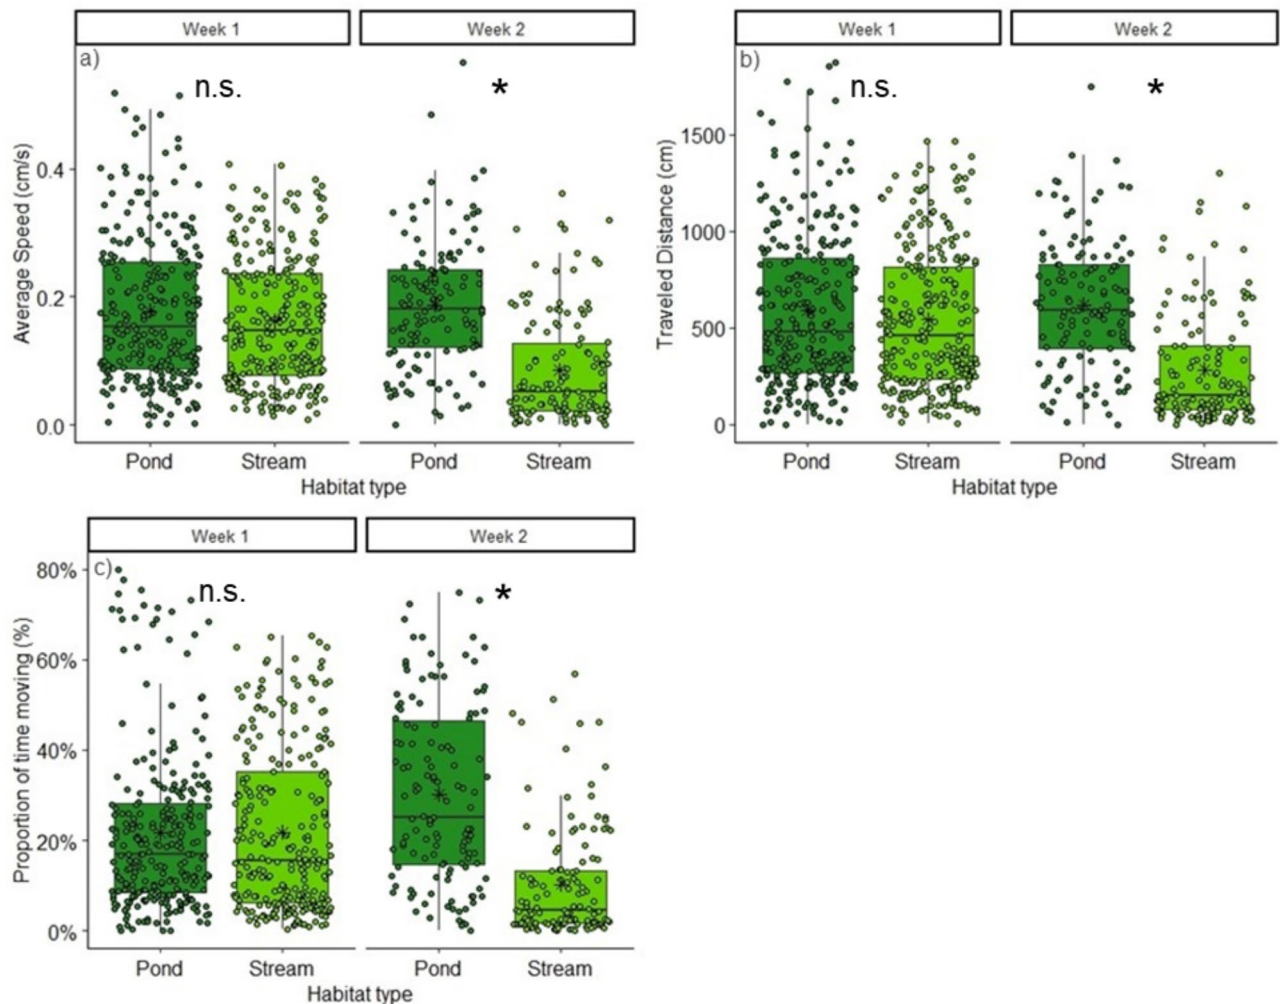 Week 1
Week 2
a)
n.s.
*
Average Speed (cm/s)
0.4
0.2
0.0
Pond
Stream
Pond
Stream
Habitat type
Week 1
Week 2
b)
n.s.
*
Traveled Distance (cm)
1500
1000
500
0
Pond
Stream
Pond
Stream
Habitat type
Week 1
Week 2
c)
n.s.
*
Proportion of time moving (%)
80%
60%
40%
20%
0%
Pond
Stream
Pond
Stream
Habitat type